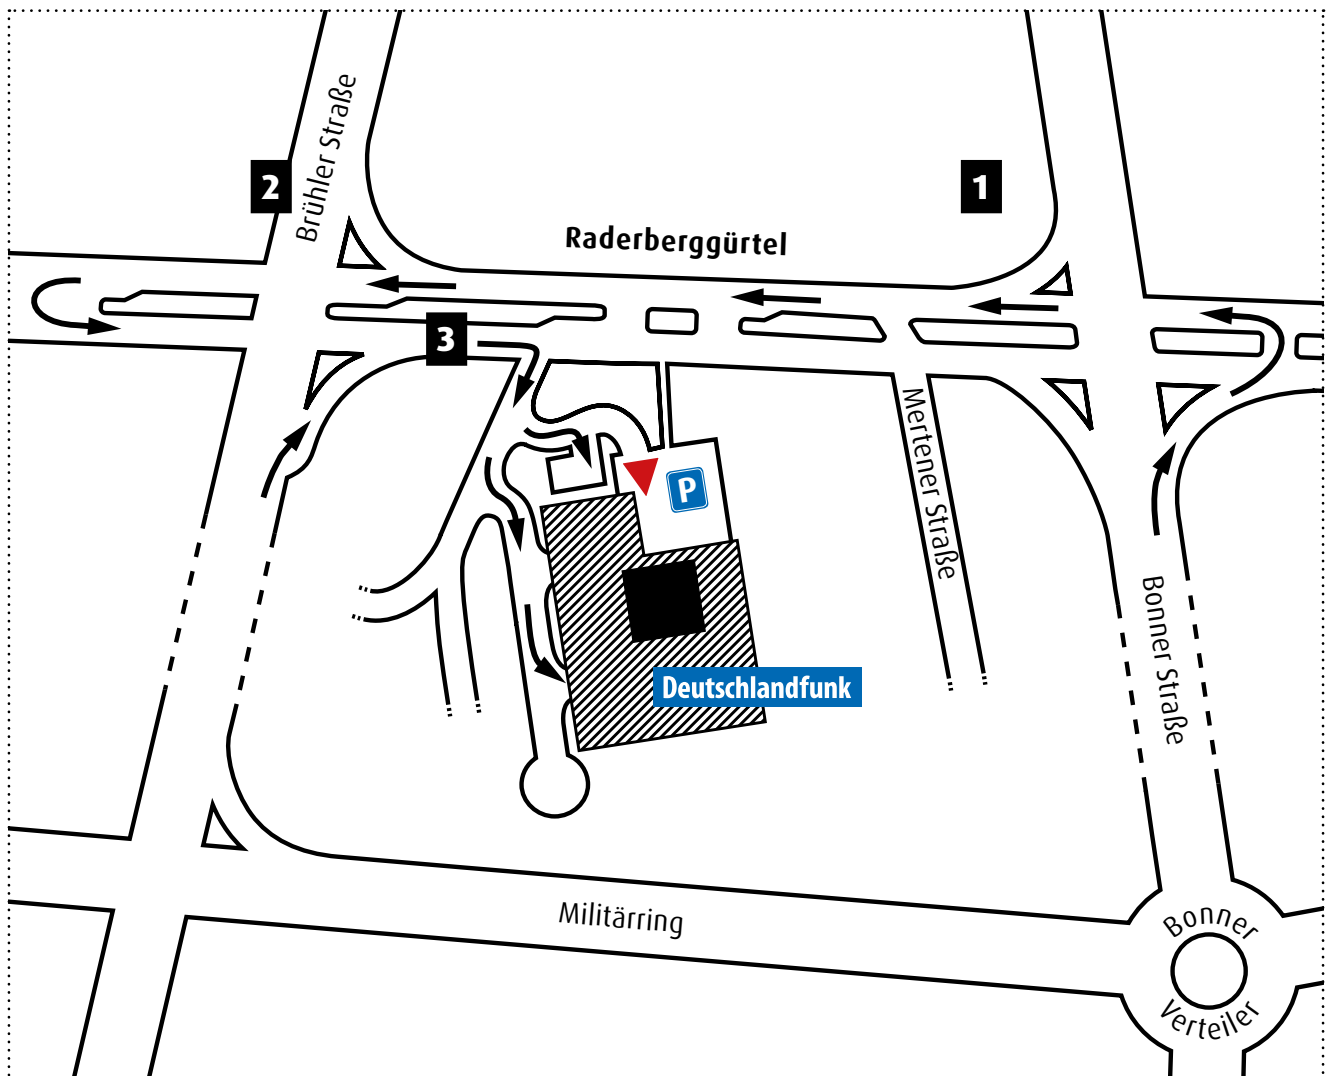 Brühler Straße
2
1
Raderberggürtel
3
Mertener Straße
P
Bonner Straße
Deutschlandfunk
Militärring
Bonner
Verteiler